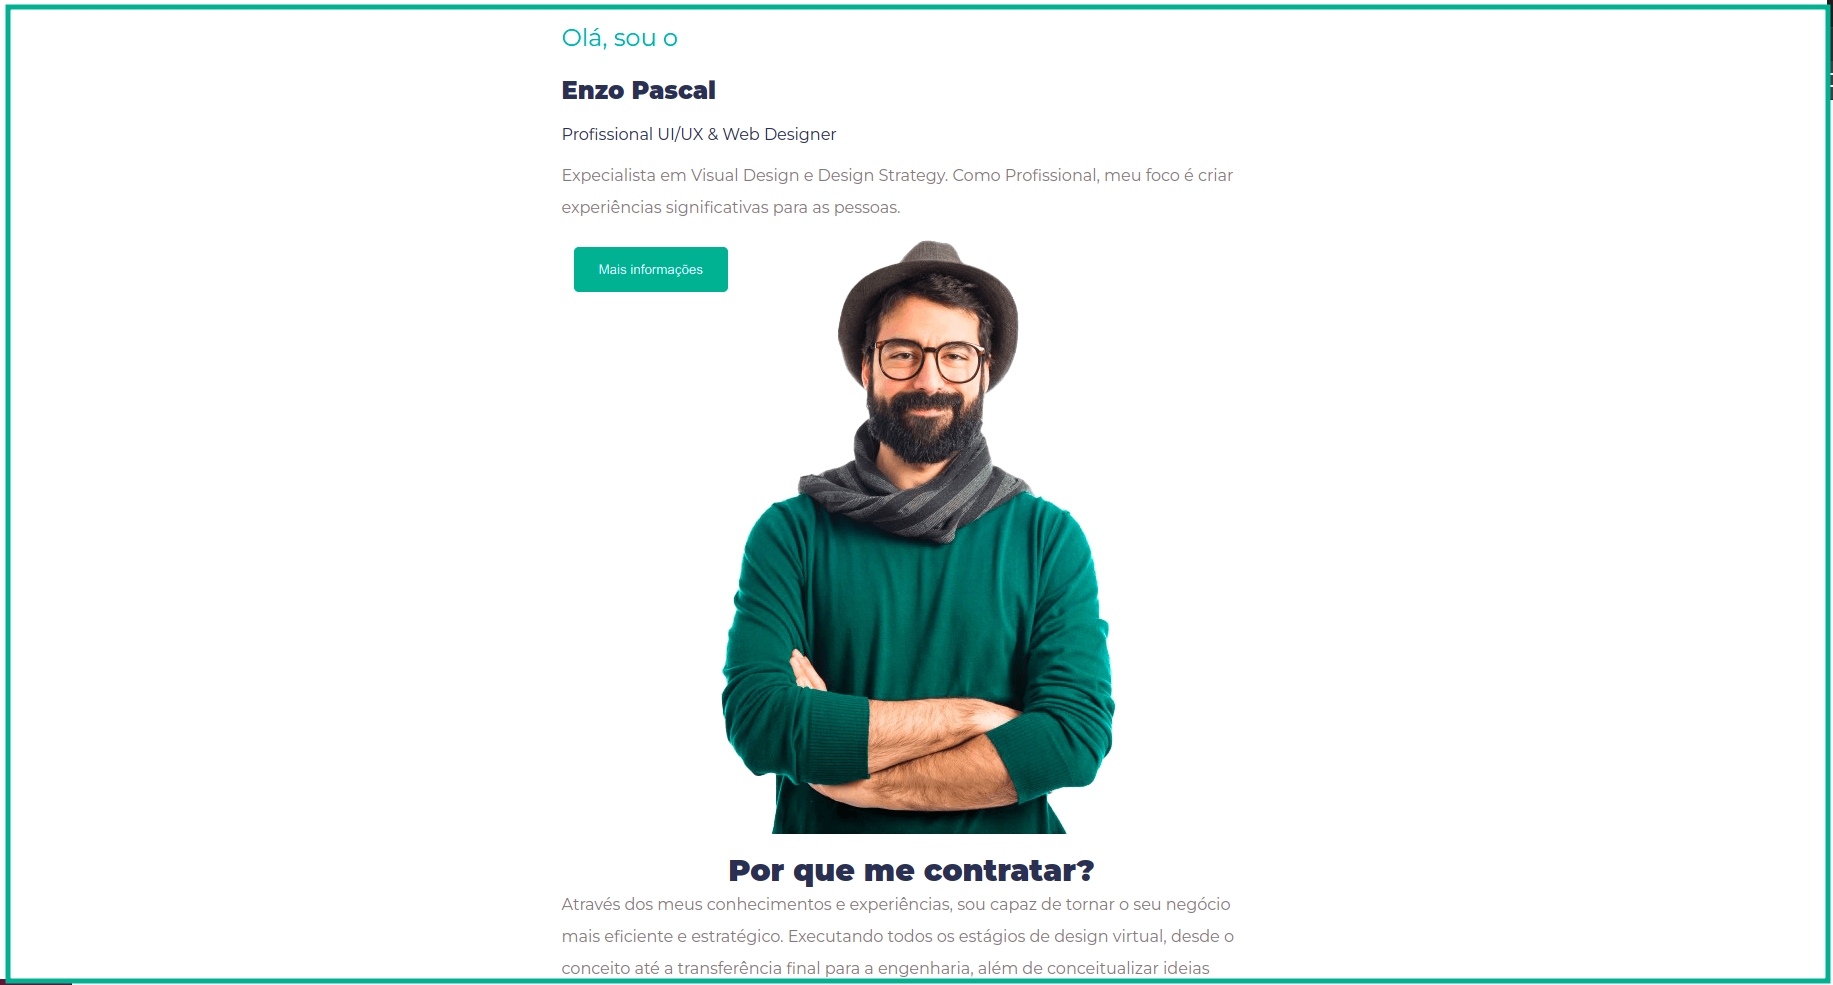 Olá, sou o
Enzo Pascal
Profissional UI/UX & Web Designer
Expecialista em Visual Design e Design Strategy. Como Profissional, meu foco é criar
experiências significativas para as pessoas.
Mais informações
Por que me contratar?
Através dos meus conhecimentos e experiências, sou capaz de tornar o seu negócio
mais eficiente e estratégico. Executando todos os estágios de design virtual, desde o
conceito até a transferência final para a engenharia, além de conceitualizar ideias